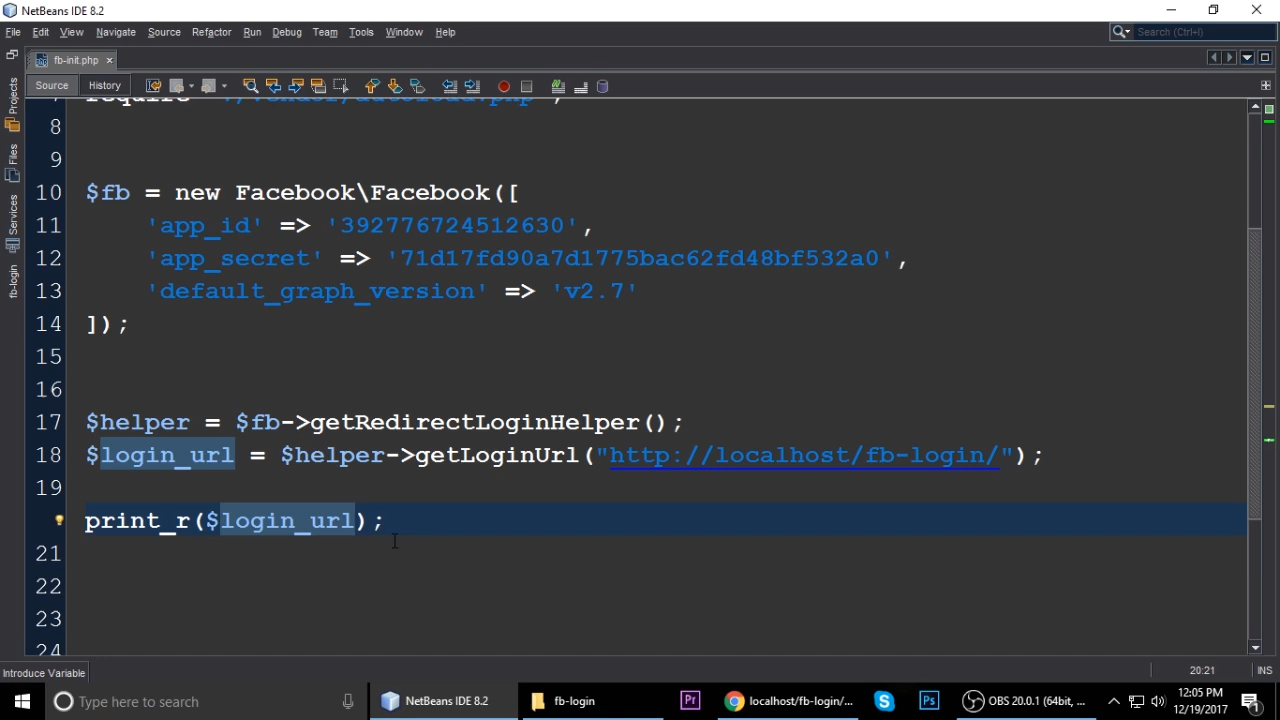 NetBeans IDE 8.2
File Edit View Navigate Source Refactor Run Debug Team Tools Window Help
Search (Ctrl+I)
fb-init.php
Source History
Projects
Files
Services
fb-login
8
9
10 $fb = new Facebook\Facebook([
11 'app_id' => '392776724512630',
12 'app_secret' => '71d17fd90a7d1775bac62fd48bf532a0',
13 'default_graph_version' => 'v2.7'
14 ]);
15
16
17 $helper = $fb->getRedirectLoginHelper();
18 $login_url = $helper->getLoginUrl("http://localhost/fb-login/");
19
print_r($login_url);
21
22
23
24
Introduce Variable
20:21 INS
Type here to search
NetBeans IDE 8.2
fb-login
Pr
localhost/fb-login/...
Ps
OBS 20.0.1 (64bit, ...
12:05 PM
12/19/2017
1